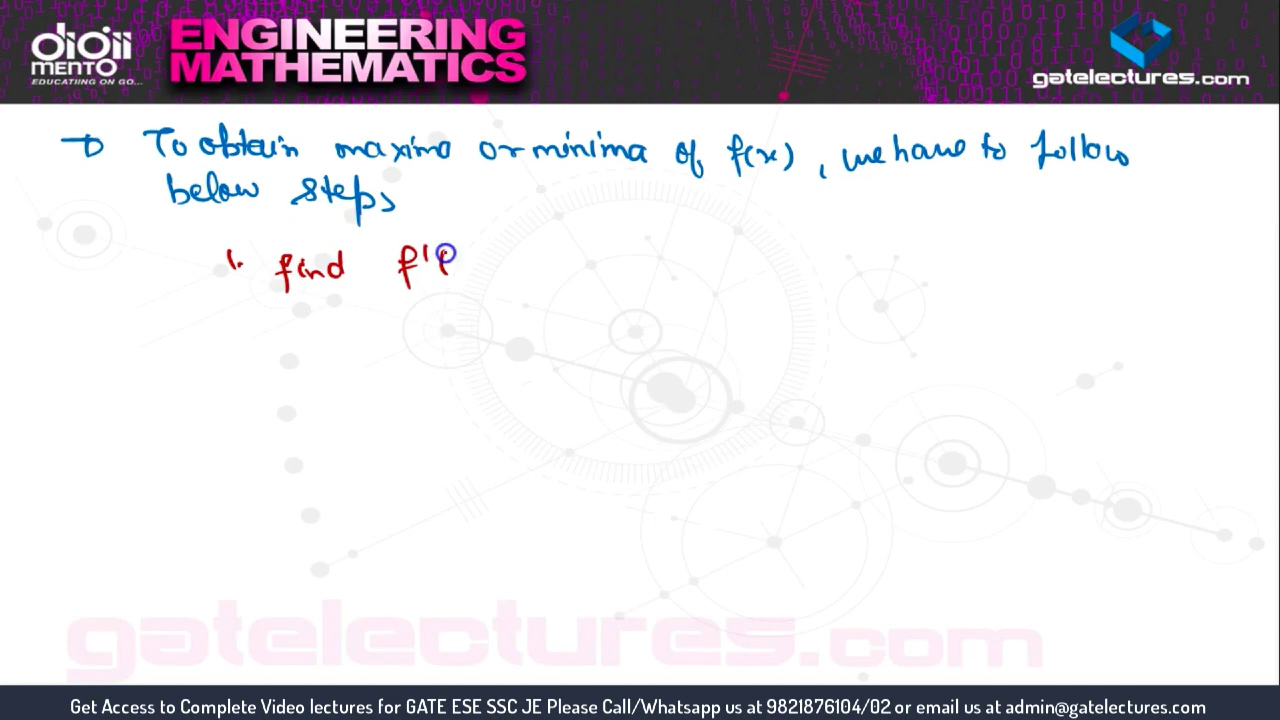 digii
MENTO
EDUCATING ON GO...
ENGINEERING
MATHEMATICS
gatelectures.com
→ To obtain maxima or minima of f(x), we have to follow
below steps
1. find f'(
gatelectures.com
Get Access to Complete Video lectures for GATE ESE SSC JE Please Call/Whatsapp us at 9821876104/02 or email us at admin@gatelectures.com